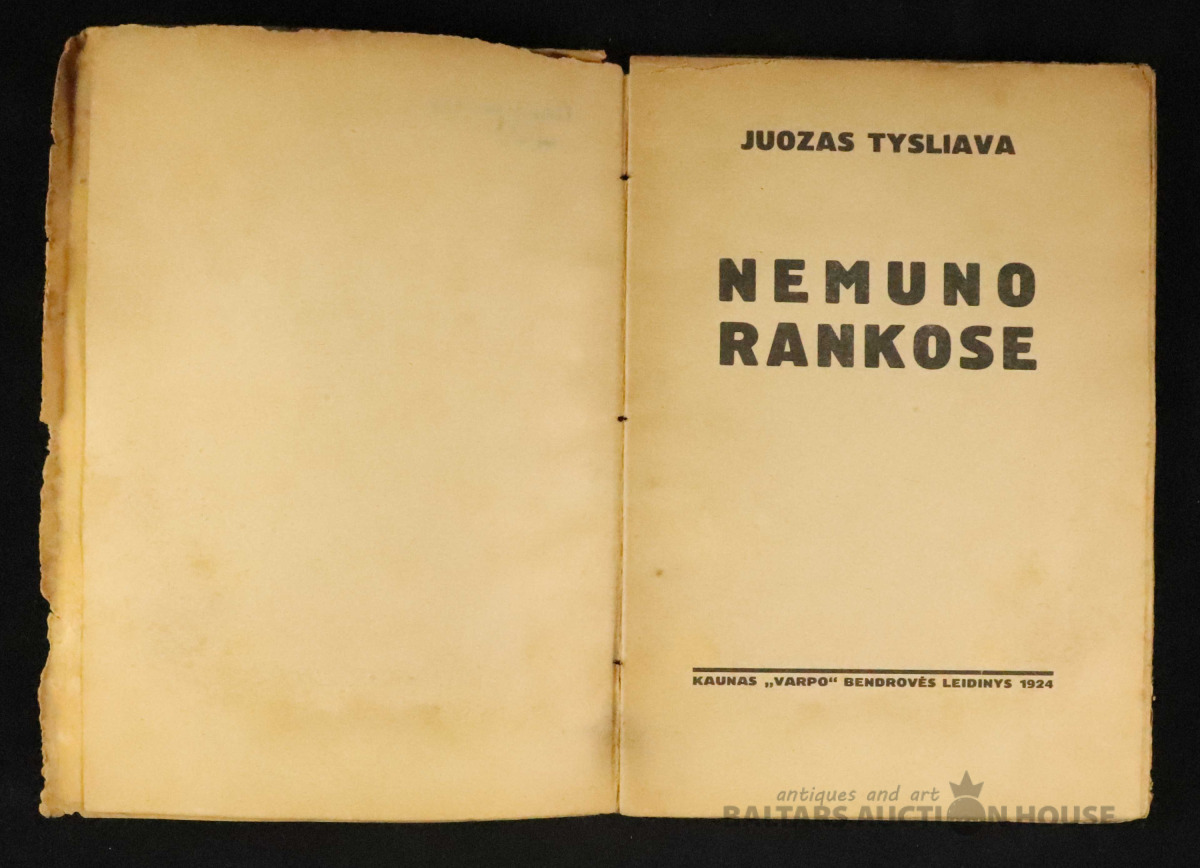 JUOZAS TYSLIAVA
NEMUNO
RANKOSE
KAUNAS „VARPO“ BENDROVĖS LEIDINYS 1924
antiques and art
BALTARS AUCTION HOUSE